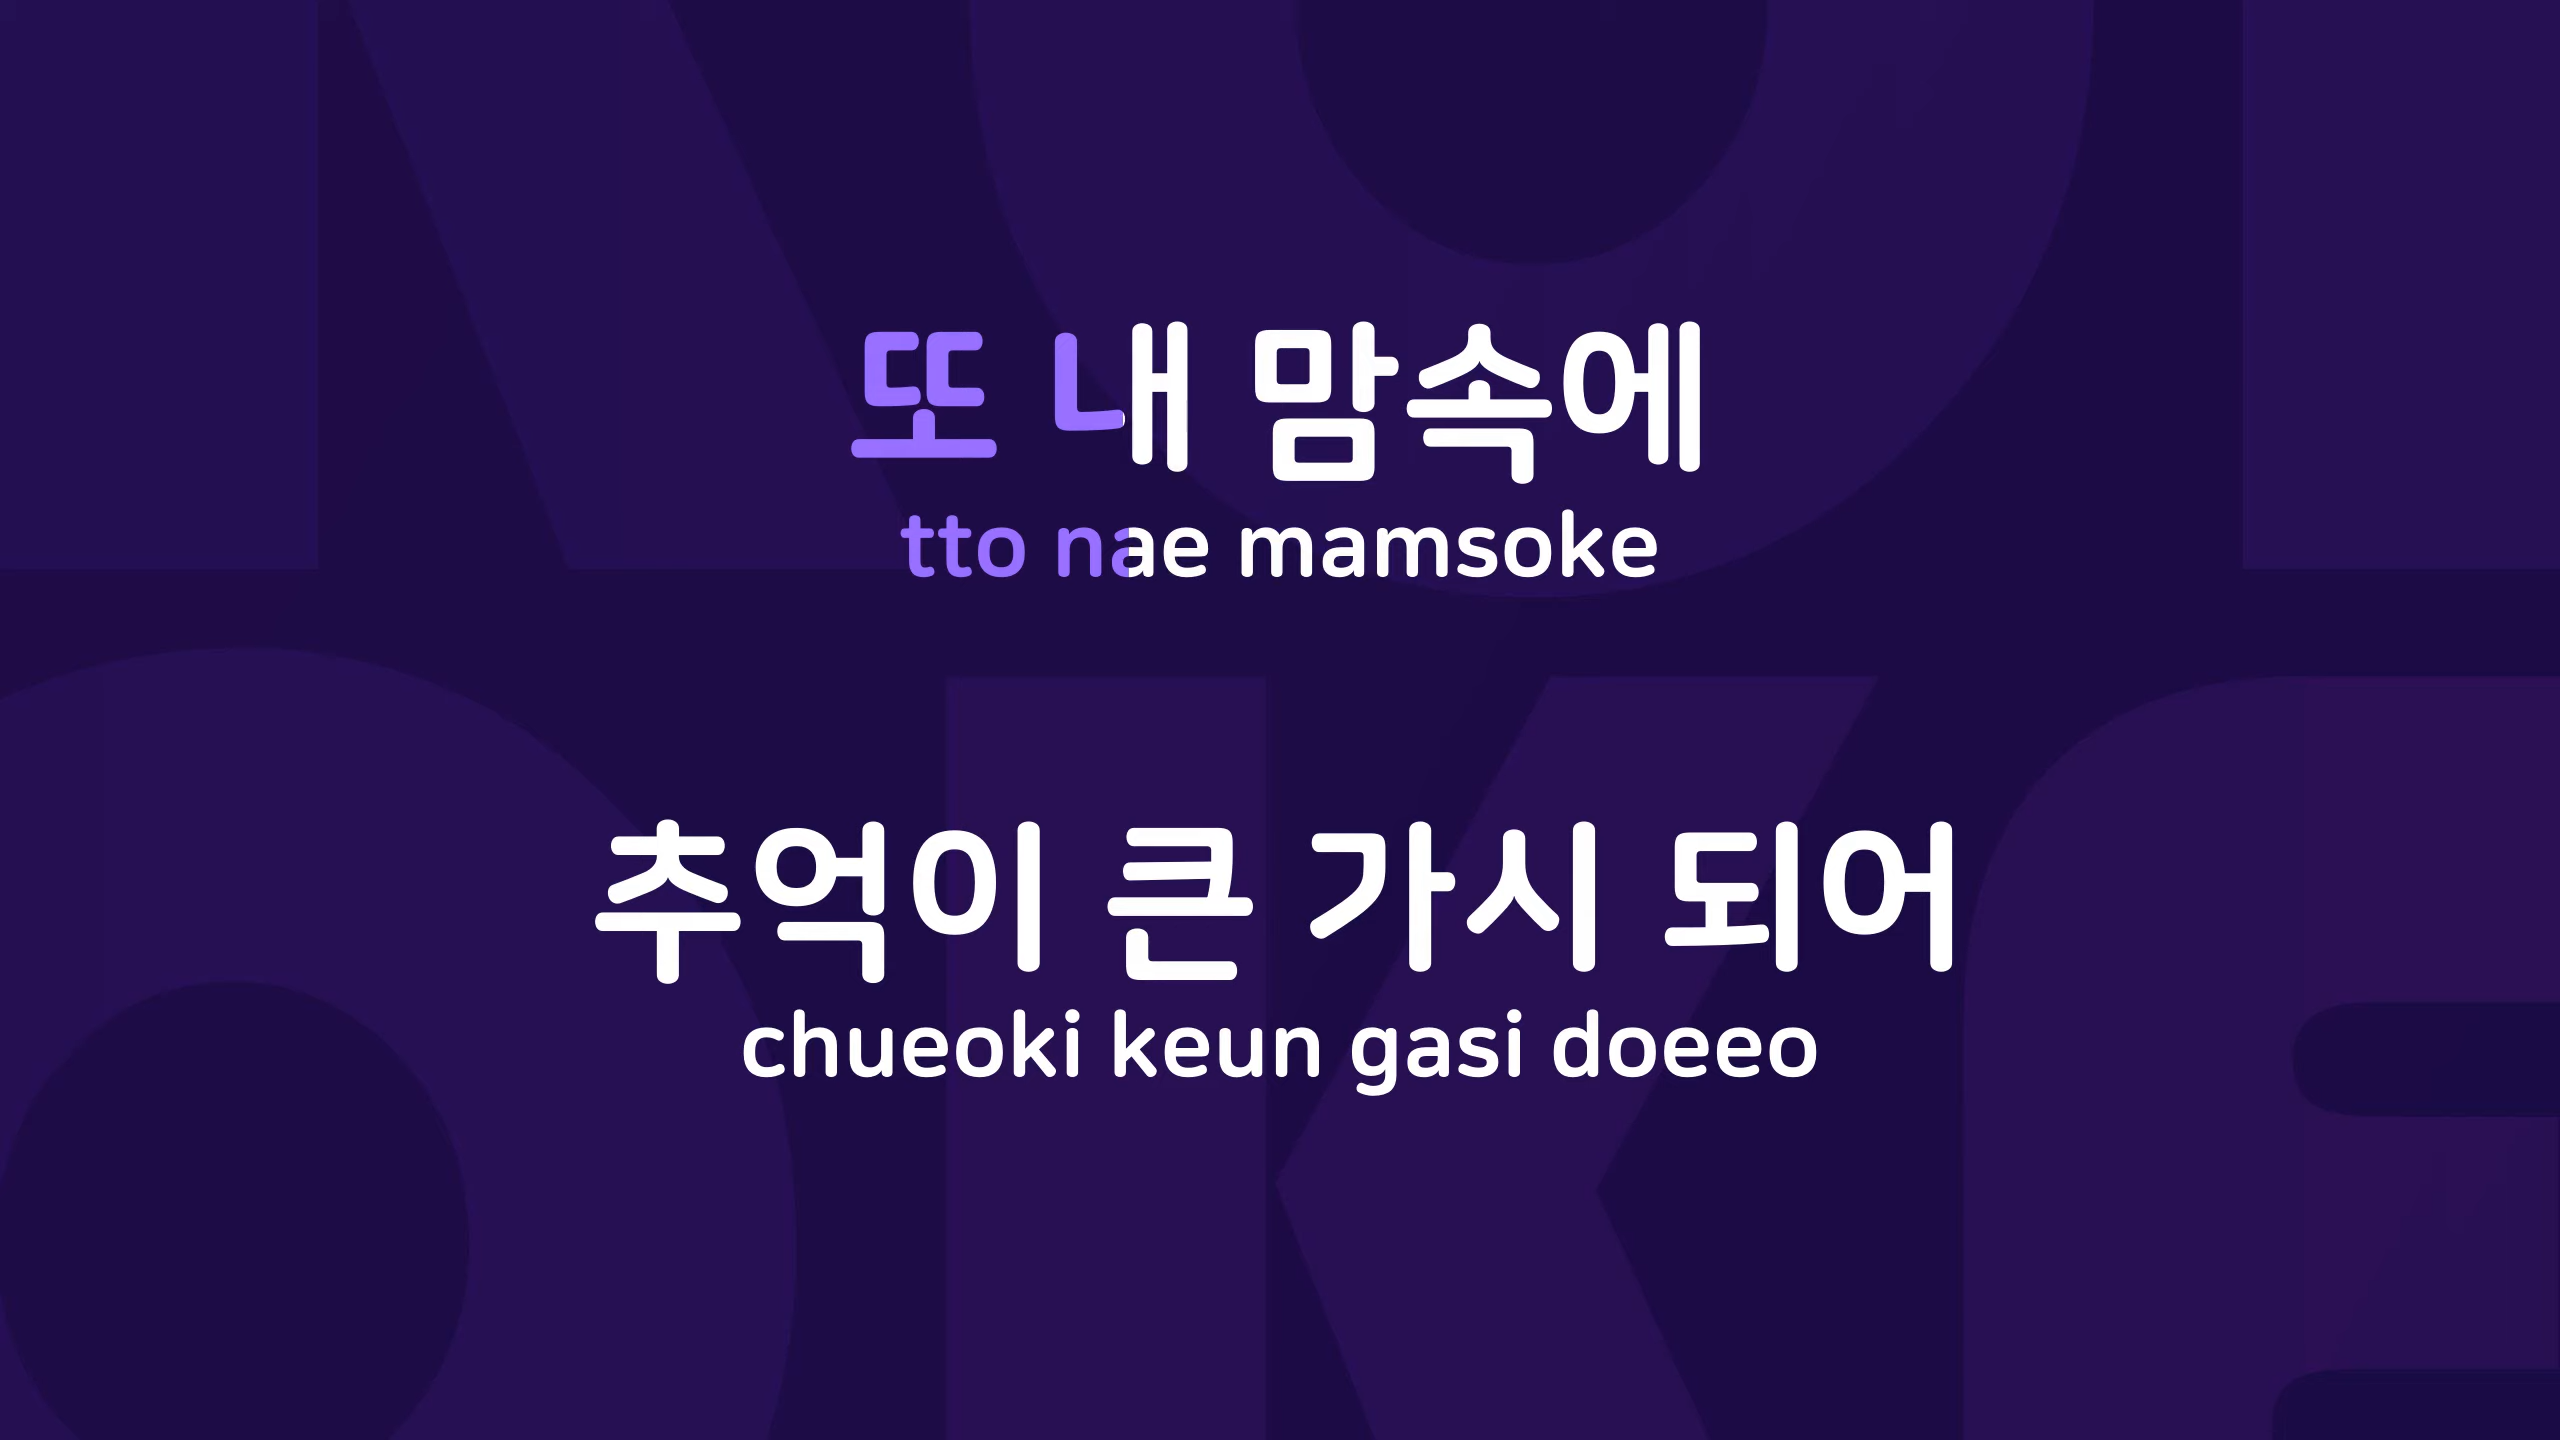 또 내 맘속에
tto nae mamsoke
추억이 큰 가시 되어
chueoki keun gasi doeeo